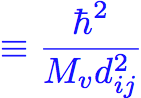 ≡ ħ² / (M_v d_{ij}^2)